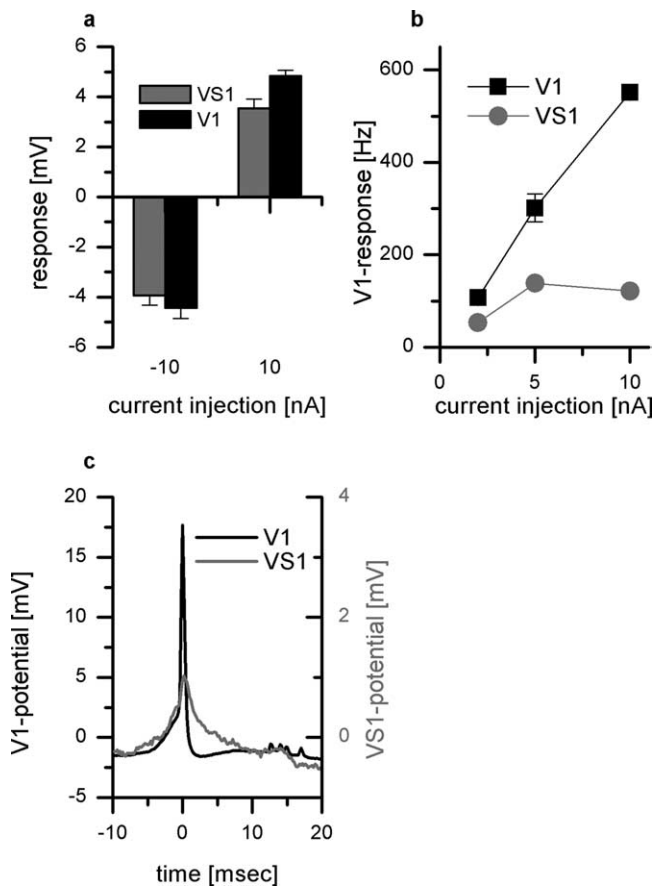 a
response [mV]
6
4
2
0
-2
-4
-6
VS1
V1
-10
10
current injection [nA]
b
V1-response [Hz]
600
400
200
0
V1
VS1
0
5
10
current injection [nA]
c
V1-potential [mV]
20
15
10
5
0
-5
V1
VS1
4
2
0
VS1-potential [mV]
-10
0
10
20
time [msec]